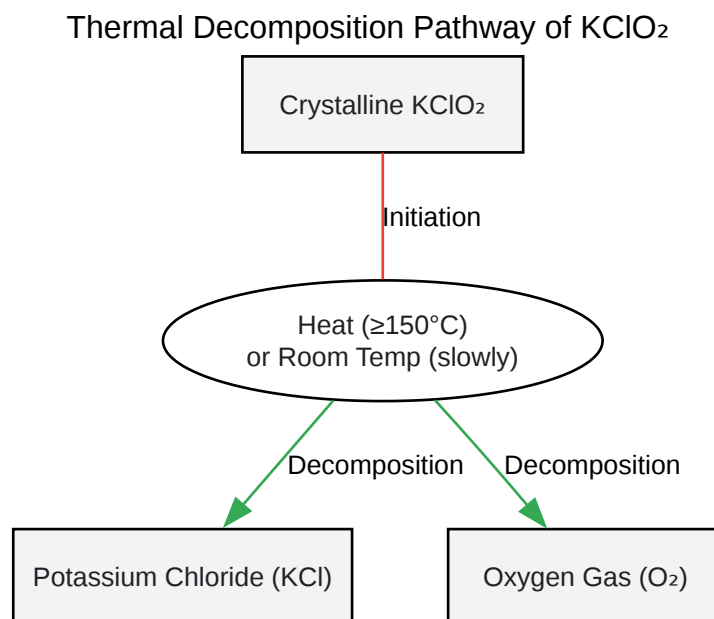 Thermal Decomposition Pathway of KClO₂
Crystalline KClO₂
Initiation
Heat (≥150°C)
or Room Temp (slowly)
Decomposition
Decomposition
Potassium Chloride (KCl)
Oxygen Gas (O₂)